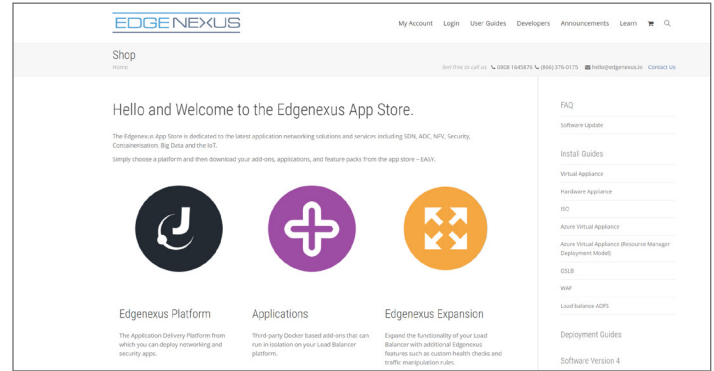 EDGENEXUS
My Account Login User Guides Developers Announcements Learn
Shop
Home
feel free to call us 0808 1645876 (866) 376-0175 hello@edgenexus.io Contact Us
Hello and Welcome to the Edgenexus App Store.
The Edgenexus App Store is dedicated to the latest application networking solutions and services including SDN, ADC, NFV, Security,
Containerisation, Big Data and the IoT.
Simply choose a platform and then download your add-ons, applications, and feature packs from the app store – EASY.
Edgenexus Platform
The Application Delivery Platform from
which you can deploy networking and
security apps.
Applications
Third-party Docker based add-ons that can
run in isolation on your Load Balancer
platform.
Edgenexus Expansion
Expand the functionality of your Load
Balancer with additional Edgenexus
features such as custom health checks and
traffic manipulation rules.
FAQ
Software Update
Install Guides
Virtual Appliance
Hardware Appliance
ISO
Azure Virtual Appliance
Azure Virtual Appliance (Resource Manager
Deployment Model)
GSLB
WAF
Load balance ADFS
Deployment Guides
Software Version 4